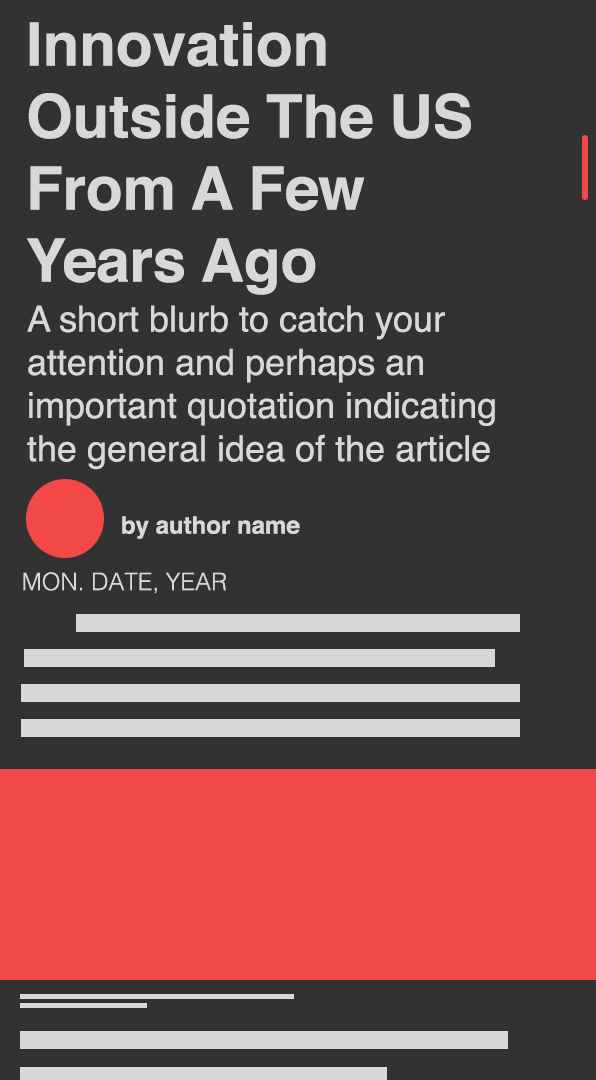 Innovation
Outside The US
From A Few
Years Ago
A short blurb to catch your
attention and perhaps an
important quotation indicating
the general idea of the article
by author name
MON. DATE, YEAR